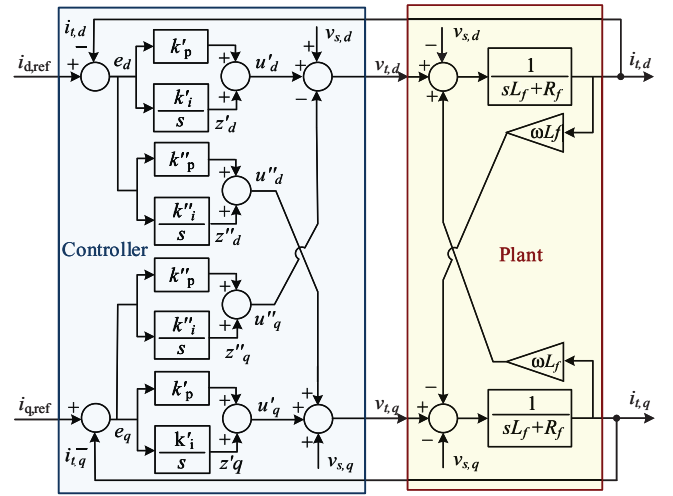 i_{t,d} v_{s,d} v_{s,d}
− + −
i_{d,ref} + e_d k'_p + u'_d + v_{t,d} 1 i_{t,d}
k'_i + − + sL_f+R_f
s z'_d ωL_f
k''_p + u''_d
k''_i +
s z''_d
Controller Plant
k''_p +
k''_i + u''_q
s z''_q ωL_f
i_{q,ref} + k'_p + u'_q + + v_{t,q} + − 1 i_{t,q}
e_q + + − sL_f+R_f
i_{t,q} − k'_i
s z'q v_{s,q} v_{s,q}